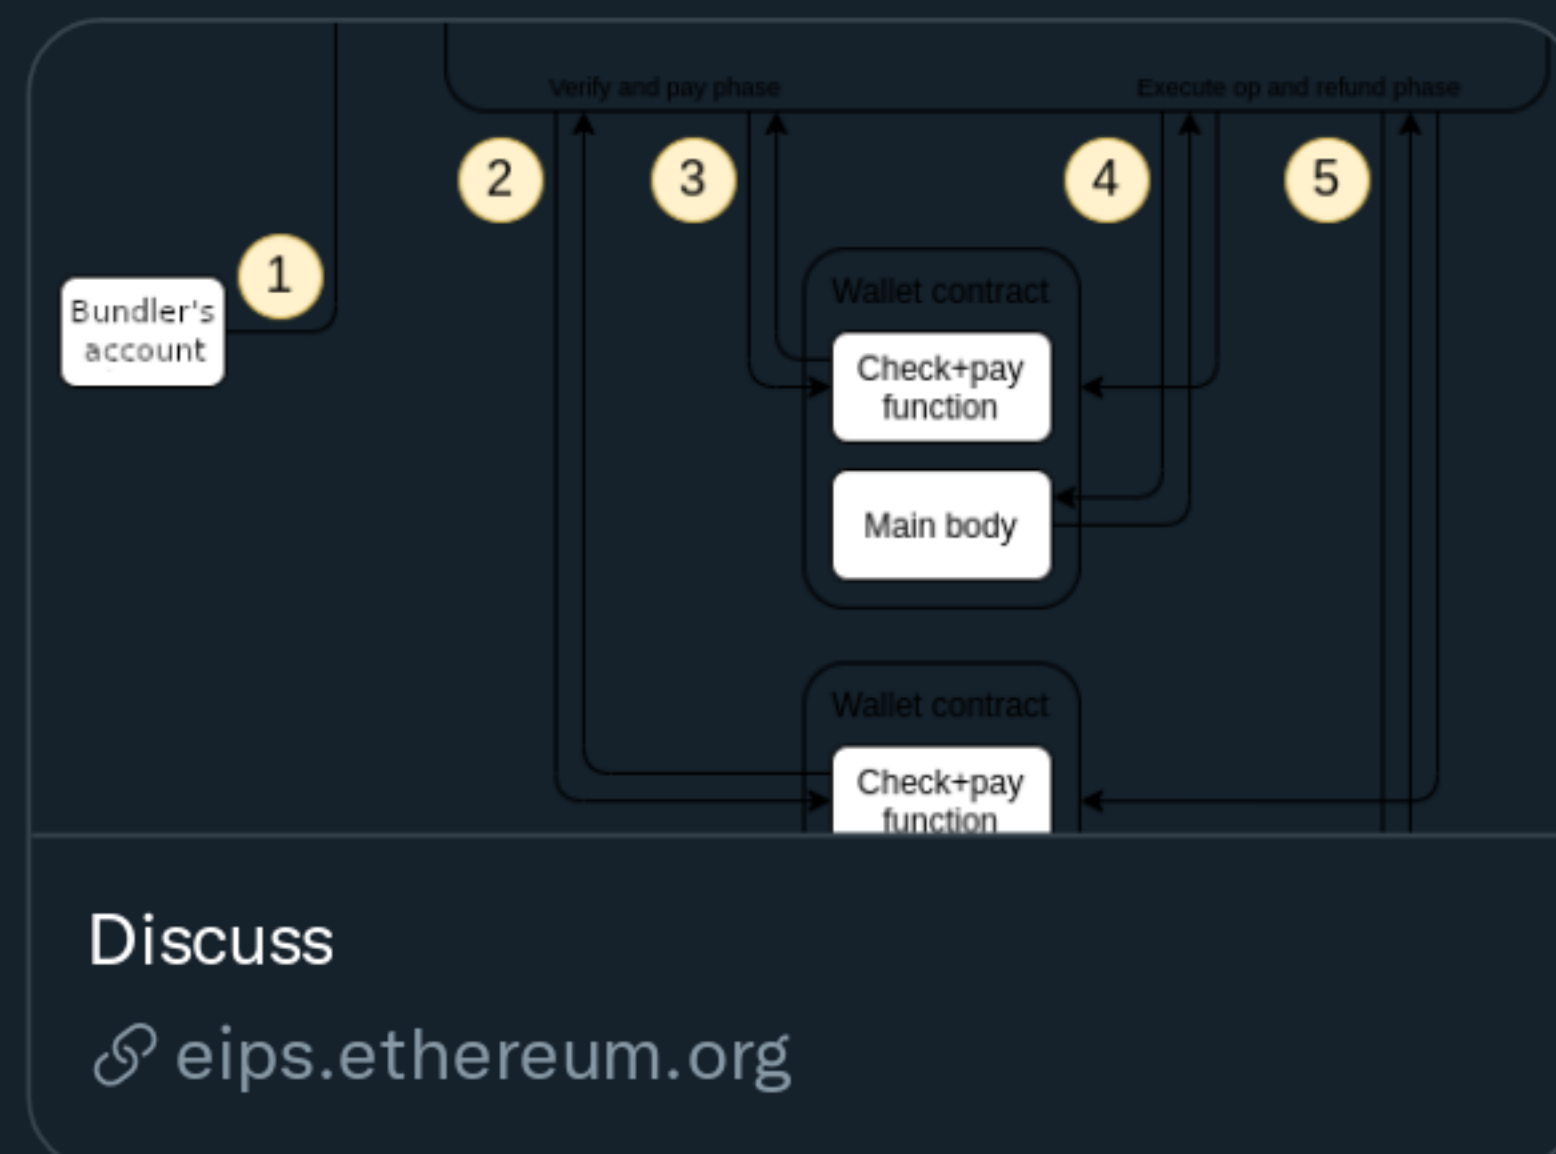 Verify and pay phase
Execute op and refund phase
2
3
4
5
1
Bundler's
account
Wallet contract
Check+pay
function
Main body
Wallet contract
Check+pay
function
Discuss
eips.ethereum.org